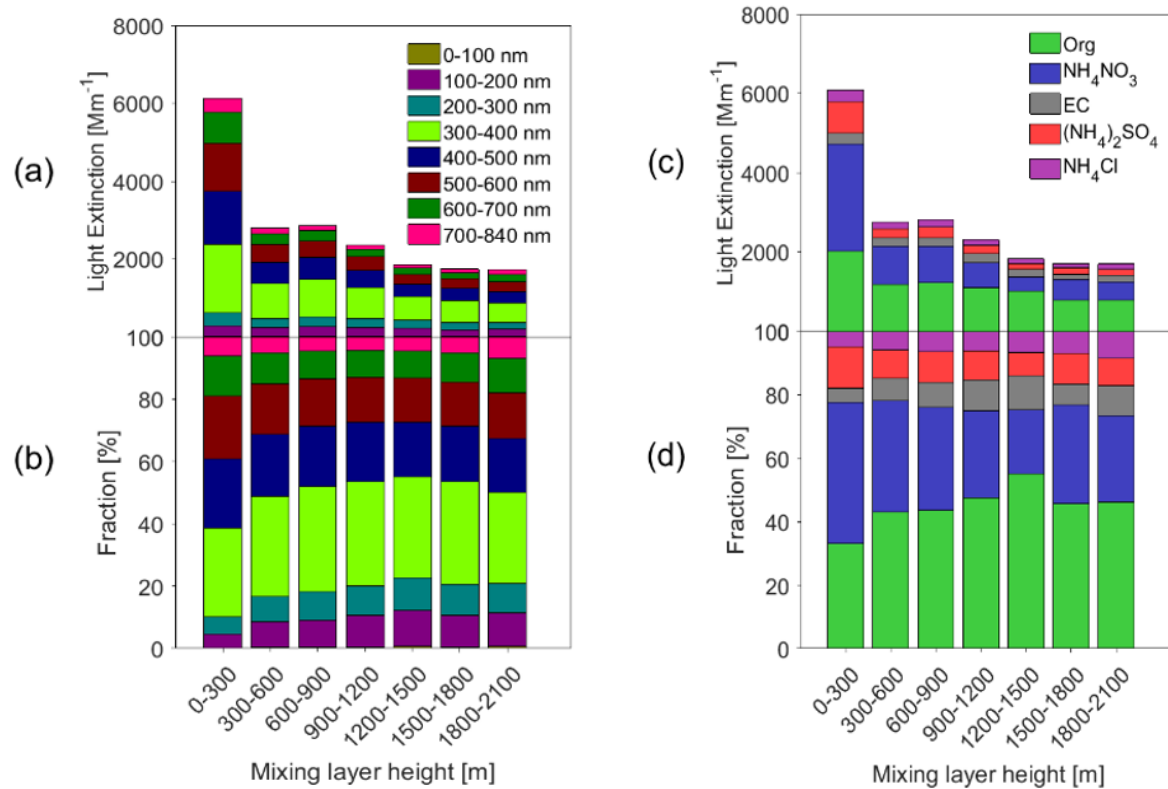 (a)
Light Extinction [Mm⁻¹]
8000
6000
4000
2000
0-100 nm
100-200 nm
200-300 nm
300-400 nm
400-500 nm
500-600 nm
600-700 nm
700-840 nm
(b)
Fraction [%]
100
80
60
40
20
0
0-300
300-600
600-900
900-1200
1200-1500
1500-1800
1800-2100
Mixing layer height [m]
(c)
Light Extinction [Mm⁻¹]
8000
6000
4000
2000
Org
NH₄NO₃
EC
(NH₄)₂SO₄
NH₄Cl
(d)
Fraction [%]
100
80
60
40
20
0
0-300
300-600
600-900
900-1200
1200-1500
1500-1800
1800-2100
Mixing layer height [m]